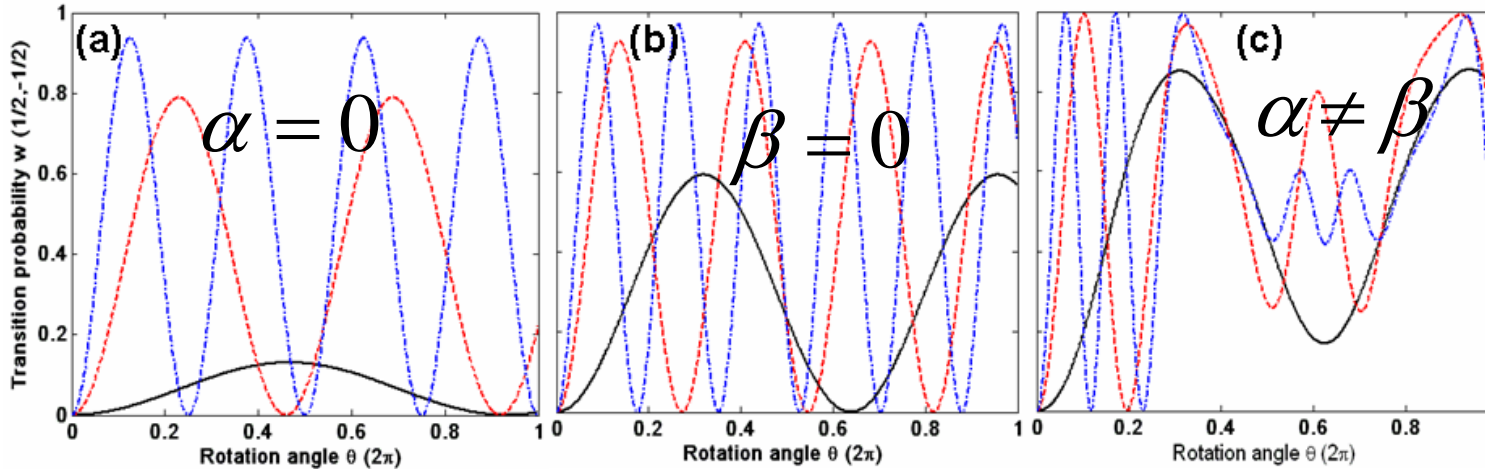 Transition probability w (1/2,-1/2)
1
0.8
0.6
0.4
0.2
0
(a)
α = 0
0 0.2 0.4 0.6 0.8 1
Rotation angle θ (2π)
(b)
β = 0
0 0.2 0.4 0.6 0.8 1
Rotation angle θ (2π)
(c)
α ≠ β
0 0.2 0.4 0.6 0.8
Rotation angle θ (2π)